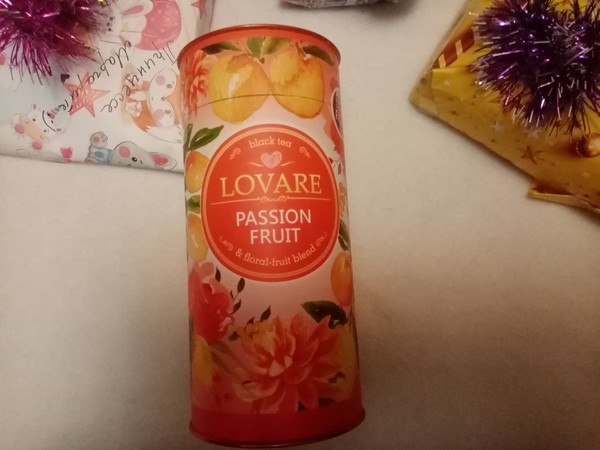 black tea
LOVARE
PASSION
FRUIT
& floral-fruit blend